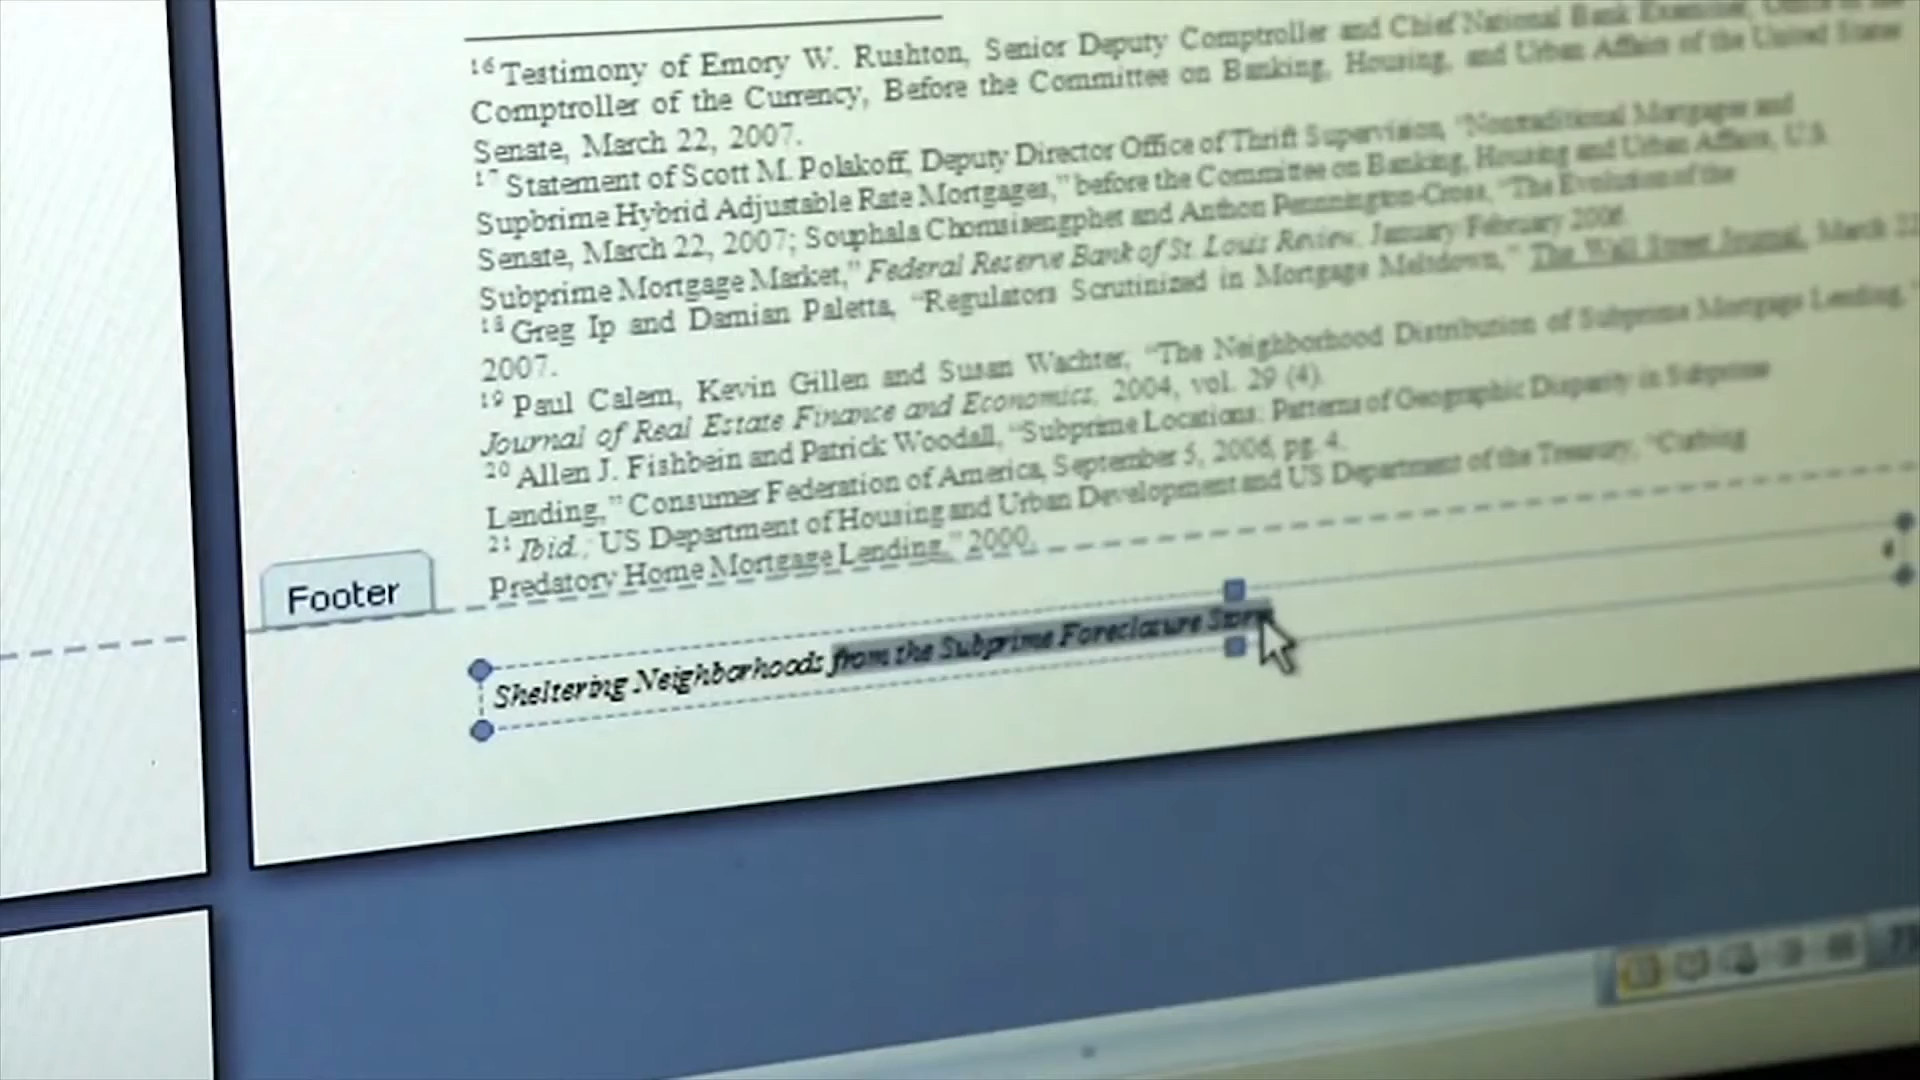 16 Testimony of Emory W. Rushton, Senior Deputy Comptroller and Chief National Bank Examiner, Office of the
Comptroller of the Currency, Before the Committee on Banking, Housing, and Urban Affairs of the United States
Senate, March 22, 2007.
17 Statement of Scott M. Polakoff, Deputy Director Office of Thrift Supervision, “Nontraditional Mortgages and
Supbrime Hybrid Adjustable Rate Mortgages,” before the Committee on Banking, Housing and Urban Affairs, U.S.
Senate, March 22, 2007; Souphala Chomsisengphet and Anthon Pennnington-Cross, “The Evolution of the
Subprime Mortgage Market,” Federal Reserve Bank of St. Louis Review, January/February 2006.
18 Greg Ip and Damian Paletta, “Regulators Scrutinized in Mortgage Meltdown,” The Wall Street Journal, March 22
2007.
19 Paul Calem, Kevin Gillen and Susan Wachter, “The Neighborhood Distribution of Subprime Mortgage Lending,”
Journal of Real Estate Finance and Economics, 2004, vol. 29 (4).
20 Allen J. Fishbein and Patrick Woodall, “Subprime Locations: Patterns of Geographic Disparity in Subprime
Lending,” Consumer Federation of America, September 5, 2006, pg. 4.
21 Ibid.; US Department of Housing and Urban Development and US Department of the Treasury, “Curbing
Predatory Home Mortgage Lending,” 2000.
Footer
Sheltering Neighborhoods from the Subprime Foreclosure Storm